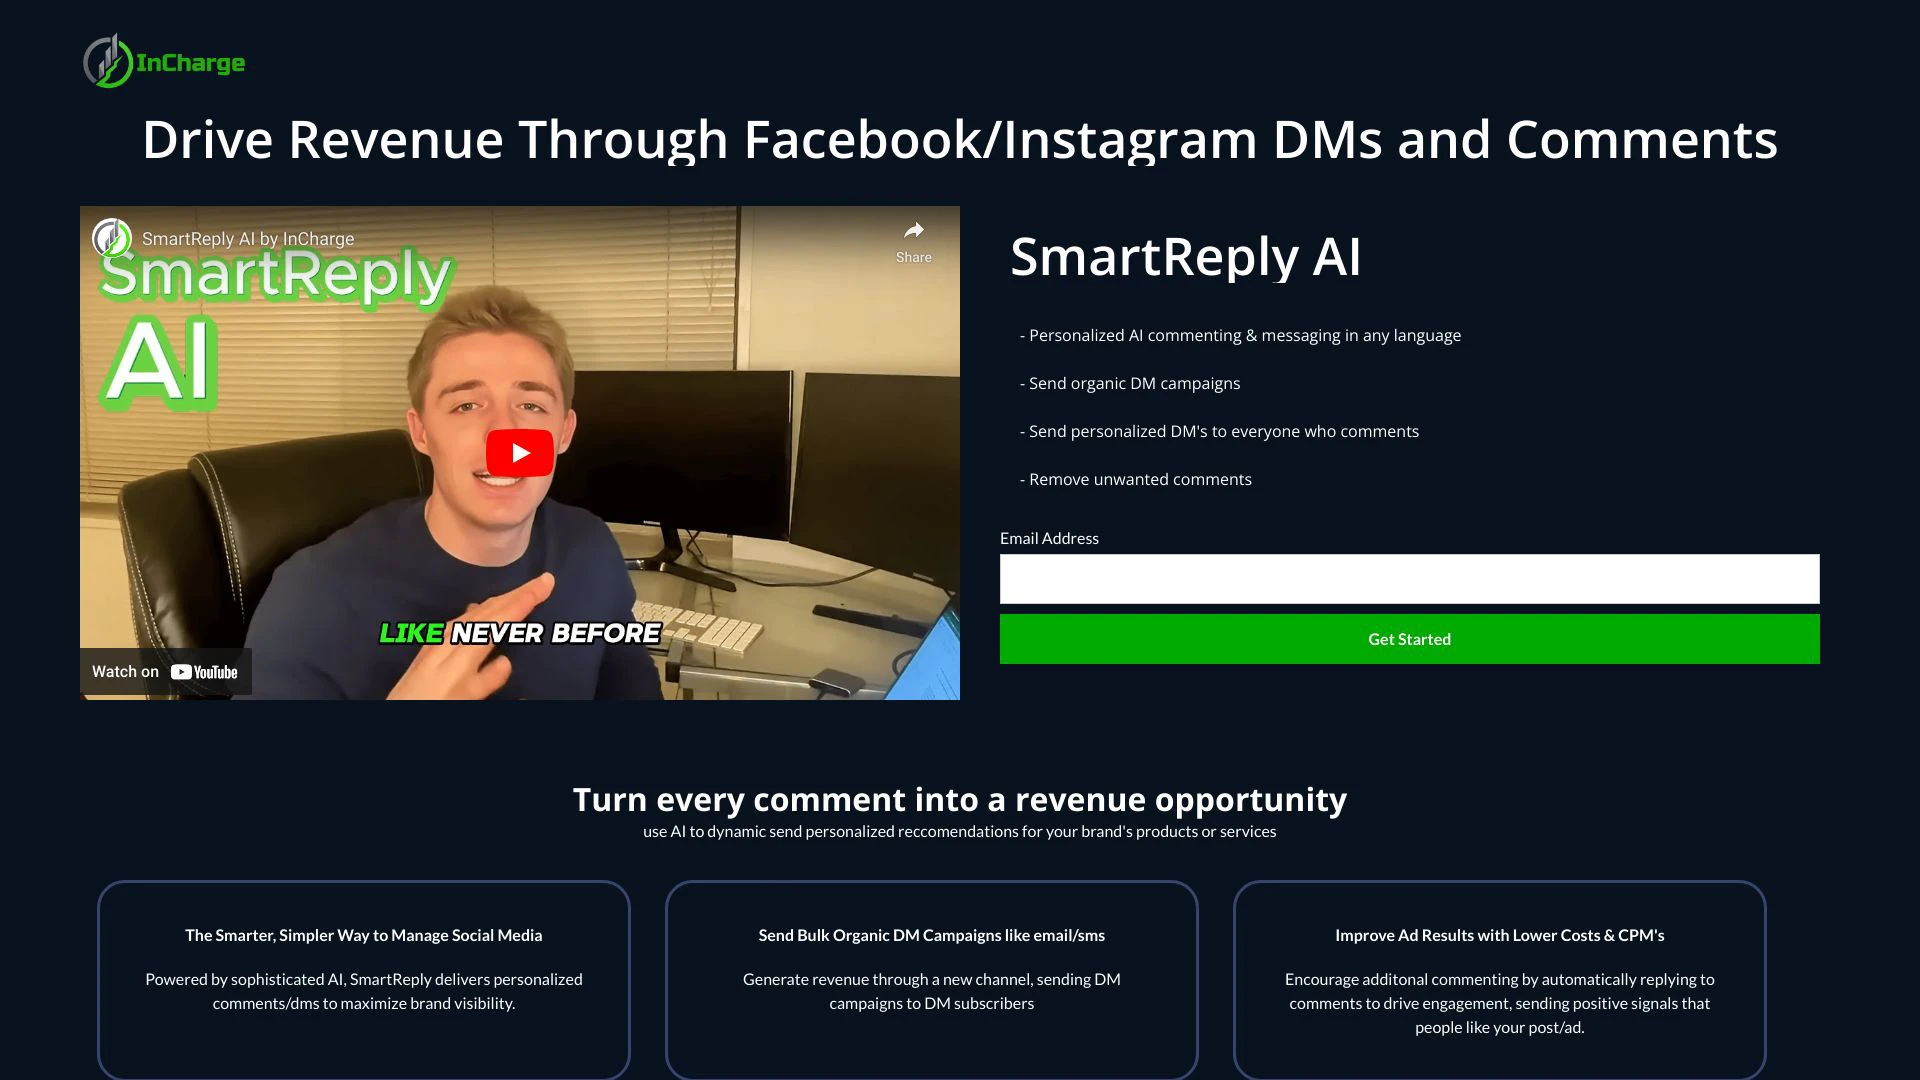 InCharge
Drive Revenue Through Facebook/Instagram DMs and Comments
SmartReply AI by InCharge
Share
SmartReply
AI
LIKE NEVER BEFORE
Watch on YouTube
SmartReply AI
- Personalized AI commenting & messaging in any language
- Send organic DM campaigns
- Send personalized DM's to everyone who comments
- Remove unwanted comments
Email Address
Get Started
Turn every comment into a revenue opportunity
use AI to dynamic send personalized reccomendations for your brand's products or services
The Smarter, Simpler Way to Manage Social Media
Powered by sophisticated AI, SmartReply delivers personalized
comments/dms to maximize brand visibility.
Send Bulk Organic DM Campaigns like email/sms
Generate revenue through a new channel, sending DM
campaigns to DM subscribers
Improve Ad Results with Lower Costs & CPM's
Encourage additonal commenting by automatically replying to
comments to drive engagement, sending positive signals that
people like your post/ad.